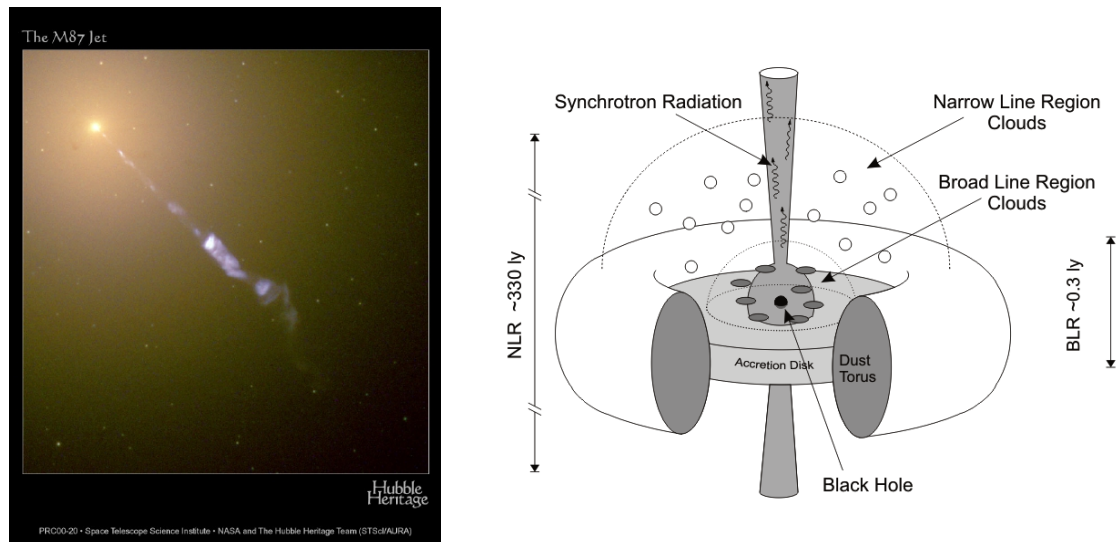 The M87 Jet
Hubble
Heritage
PRC00-20 • Space Telescope Science Institute • NASA and The Hubble Heritage Team (STScI/AURA)
Synchrotron Radiation
Narrow Line Region
Clouds
Broad Line Region
Clouds
NLR ~330 ly
BLR ~0.3 ly
Accretion Disk
Dust
Torus
Black Hole